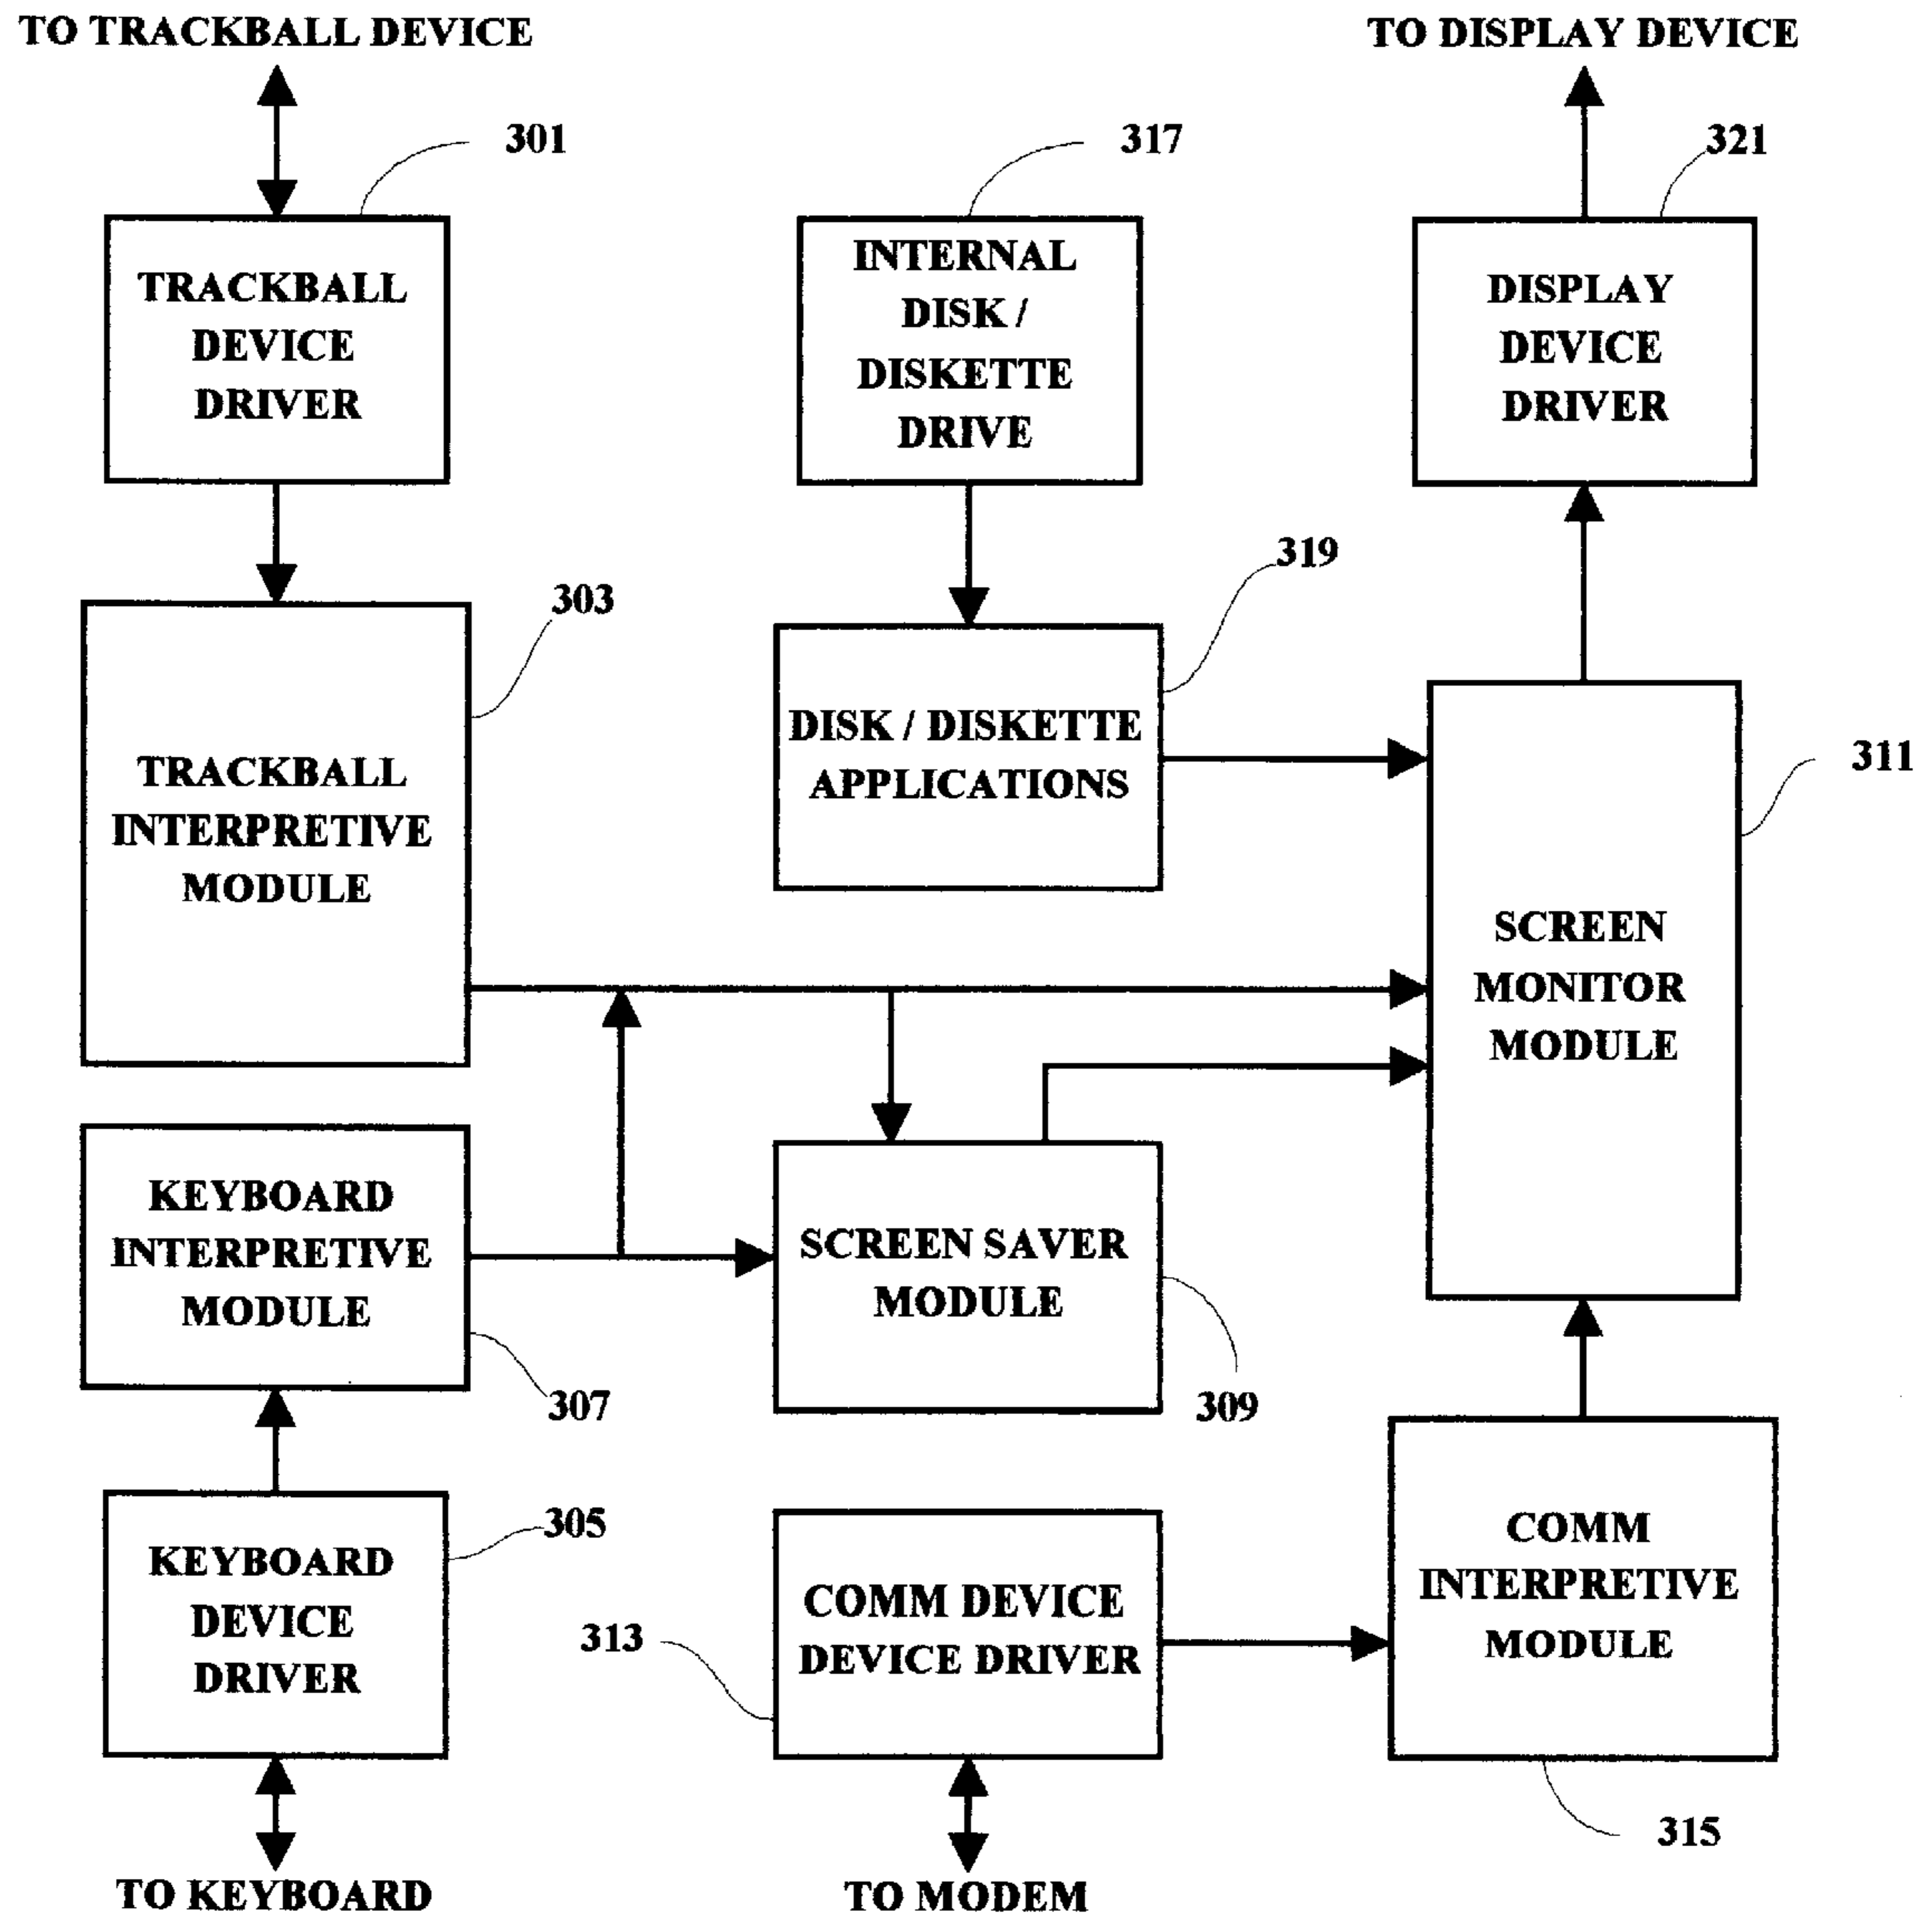 TO TRACKBALL DEVICE
TO DISPLAY DEVICE
301
317
321
TRACKBALL
DEVICE
DRIVER
INTERNAL
DISK /
DISKETTE
DRIVE
DISPLAY
DEVICE
DRIVER
303
319
TRACKBALL
INTERPRETIVE
MODULE
DISK / DISKETTE
APPLICATIONS
311
SCREEN
MONITOR
MODULE
KEYBOARD
INTERPRETIVE
MODULE
307
SCREEN SAVER
MODULE
309
305
KEYBOARD
DEVICE
DRIVER
313
COMM DEVICE
DEVICE DRIVER
COMM
INTERPRETIVE
MODULE
315
TO KEYBOARD
TO MODEM